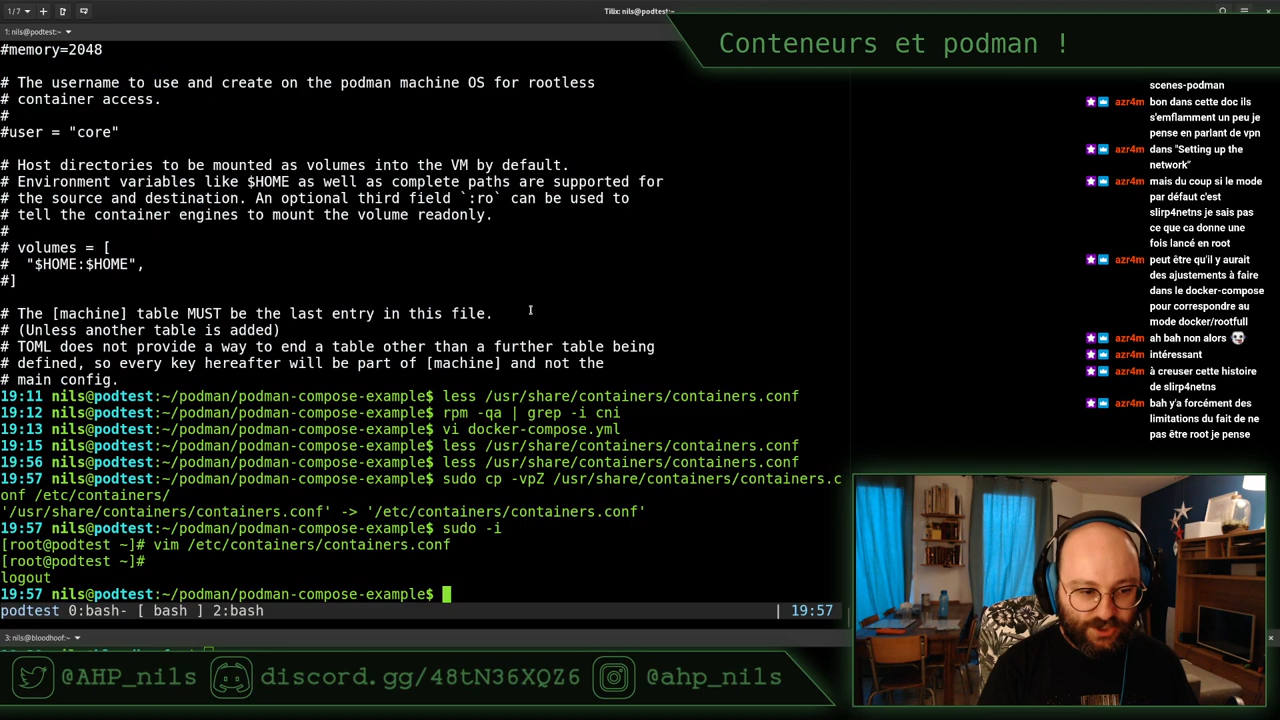 1/7
Tilix: nils@podtest:~
1: nils@podtest:~
Conteneurs et podman !
#memory=2048
# The username to use and create on the podman machine OS for rootless
# container access.
#
#user = "core"
# Host directories to be mounted as volumes into the VM by default.
# Environment variables like $HOME as well as complete paths are supported for
# the source and destination. An optional third field `:ro` can be used to
# tell the container engines to mount the volume readonly.
#
# volumes = [
#  "$HOME:$HOME",
#]
# The [machine] table MUST be the last entry in this file.
# (Unless another table is added)
# TOML does not provide a way to end a table other than a further table being
# defined, so every key hereafter will be part of [machine] and not the
# main config.
19:11 nils@podtest:~/podman/podman-compose-example$ less /usr/share/containers/containers.conf
19:12 nils@podtest:~/podman/podman-compose-example$ rpm -qa | grep -i cni
19:13 nils@podtest:~/podman/podman-compose-example$ vi docker-compose.yml
19:15 nils@podtest:~/podman/podman-compose-example$ less /usr/share/containers/containers.conf
19:56 nils@podtest:~/podman/podman-compose-example$ less /usr/share/containers/containers.conf
19:57 nils@podtest:~/podman/podman-compose-example$ sudo cp -vpZ /usr/share/containers/containers.c
onf /etc/containers/
'/usr/share/containers/containers.conf' -> '/etc/containers/containers.conf'
19:57 nils@podtest:~/podman/podman-compose-example$ sudo -i
[root@podtest ~]# vim /etc/containers/containers.conf
[root@podtest ~]#
logout
19:57 nils@podtest:~/podman/podman-compose-example$
podtest 0:bash- [ bash ] 2:bash | 19:57
3: nils@bloodhoof:~
scenes-podman
azr4m bon dans cette doc ils
s'emflamment un peu je
pense en parlant de vpn
azr4m dans "Setting up the
network"
azr4m mais du coup si le mode
par défaut c'est
slirp4netns je sais pas
ce que ca donne une
fois lancé en root
azr4m peut être qu'il y aurait
des ajustements à faire
dans le docker-compose
pour correspondre au
mode docker/rootfull
azr4m ah bah non alors
azr4m intéressant
azr4m à creuser cette histoire
de slirp4netns
azr4m bah y'a forcément des
limitations du fait de ne
pas être root je pense
@AHP_nils discord.gg/48tN36XQZ6 @ahp_nils